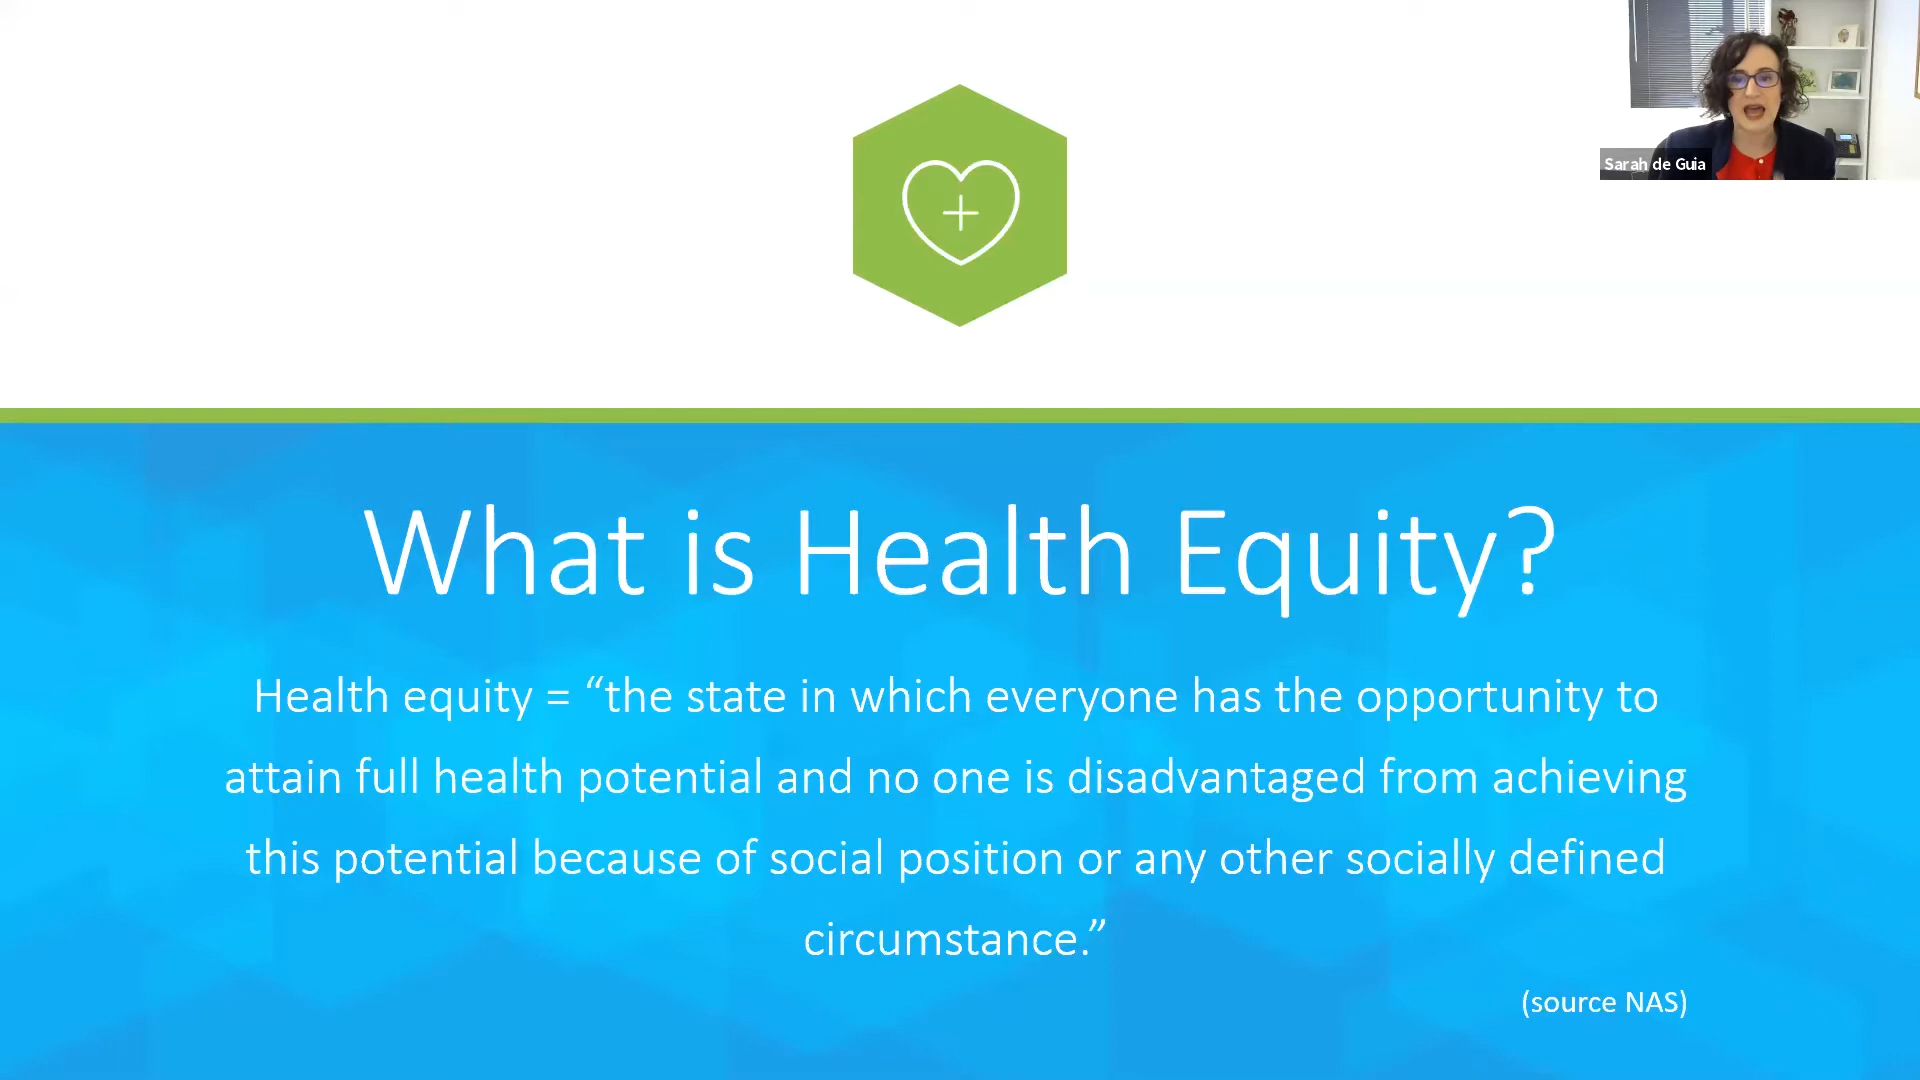 Sarah de Guia
What is Health Equity?
Health equity = “the state in which everyone has the opportunity to
attain full health potential and no one is disadvantaged from achieving
this potential because of social position or any other socially defined
circumstance.”
(source NAS)